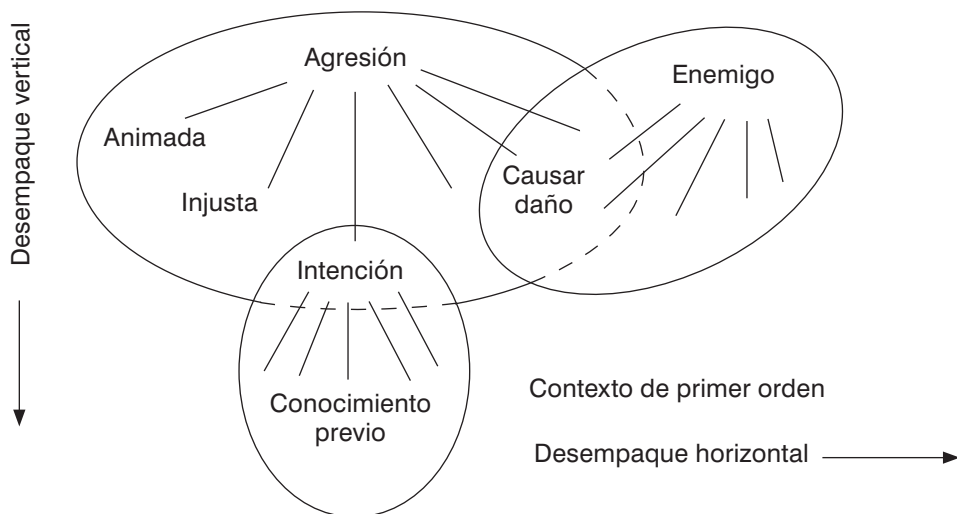 Desempaque vertical
Agresión
Enemigo
Animada
Causar
daño
Injusta
Intención
Conocimiento
previo
Contexto de primer orden
Desempaque horizontal